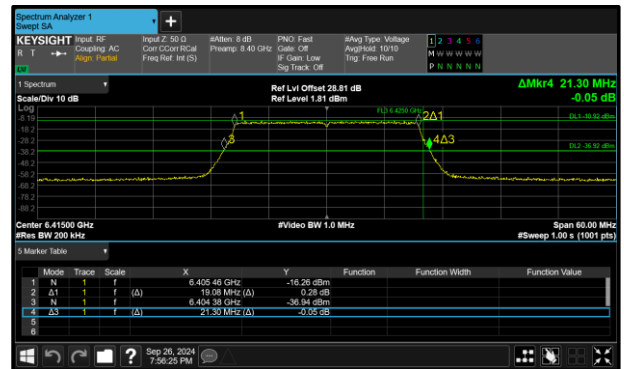 Spectrum Analyzer 1
Swept SA
+
KEYSIGHT Input: RF Input Z: 50 Ω #Atten: 8 dB PNO: Fast #Avg Type: Voltage 1 2 3 4 5 6
R T Coupling: AC Corr CCorr RCal Preamp: 8.40 GHz Gate: Off Avg|Hold: 10/10 M W W W W W
Align: Partial Freq Ref: Int (S) IF Gain: Low Trig: Free Run
LXI Sig Track: Off P N N N N N
1 Spectrum Ref Lvl Offset 28.81 dB ΔMkr4 21.30 MHz
Scale/Div 10 dB Ref Level 1.81 dBm -0.05 dB
Log
-8.19
-18.2
-28.2
-38.2
-48.2
-58.2
-68.2
-78.2
-88.2
1
2Δ1
DL1 -16.92 dBm
3
4Δ3
DL2 -36.92 dBm
Center 6.41500 GHz #Video BW 1.0 MHz Span 60.00 MHz
#Res BW 200 kHz #Sweep 1.00 s (1001 pts)
5 Marker Table
Mode Trace Scale X Y Function Function Width Function Value
1 N 1 f 6.405 46 GHz -16.26 dBm
2 Δ1 1 f (Δ) 19.08 MHz (Δ) 0.28 dB
3 N 1 f 6.404 38 GHz -36.94 dBm
4 Δ3 1 f (Δ) 21.30 MHz (Δ) -0.05 dB
5
6
? Sep 26, 2024
7:56:25 PM